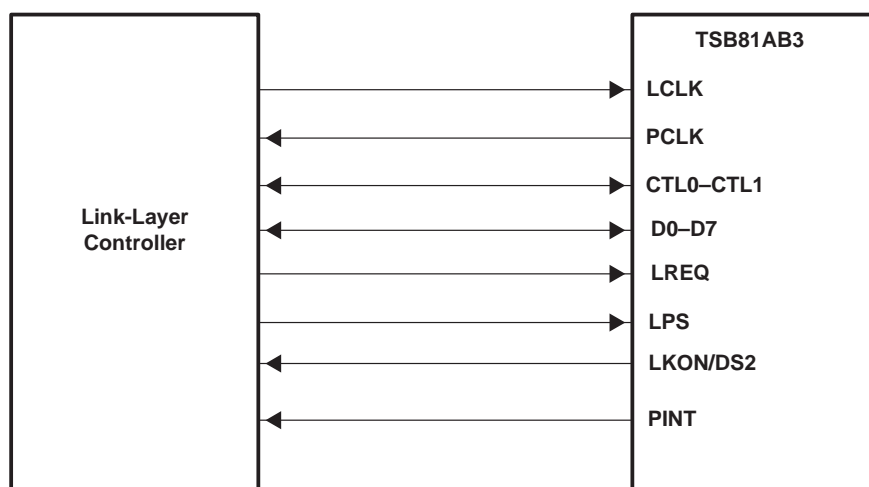 TSB81AB3
LCLK
PCLK
CTL0–CTL1
Link-Layer
Controller
D0–D7
LREQ
LPS
LKON/DS2
PINT